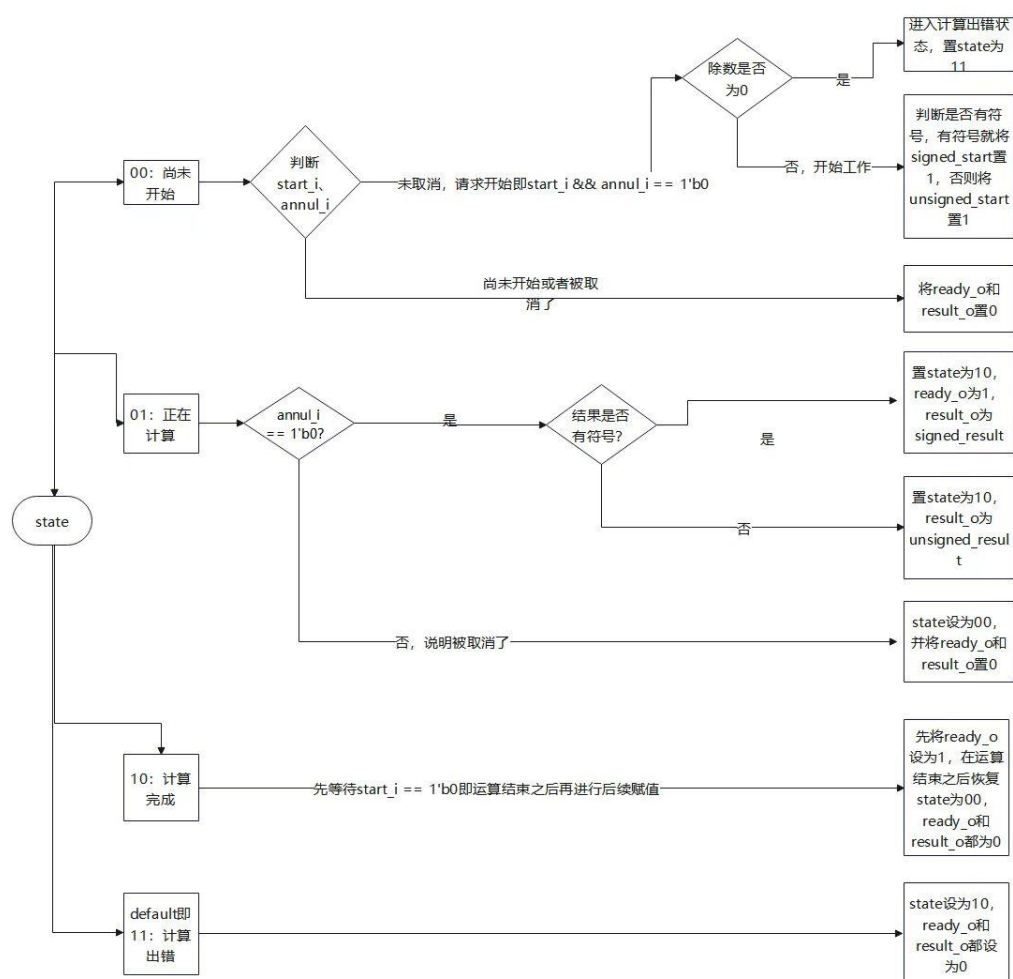 进入计算出错状
态，置state为
11
除数是否
为0
是
判断是否有符
号，有符号就将
signed_start置
1，否则将
unsigned_start
置1
否，开始工作
00：尚未
开始
判断
start_i、
annul_i
未取消，请求开始即start_i && annul_i == 1'b0
尚未开始或者被取
消了
将ready_o和
result_o置0
01：正在
计算
annul_i
== 1'b0?
是
结果是否
有符号?
是
置state为10，
ready_o为1，
result_o为
signed_result
否
置state为10，
result_o为
unsigned_resul
t
state
否，说明被取消了
state设为00，
并将ready_o和
result_o置0
10：计算
完成
先等待start_i == 1'b0即运算结束之后再进行后续赋值
先将ready_o
设为1，在运算
结束之后恢复
state为00，
ready_o和
result_o都为0
default即
11：计算
出错
state设为10，
ready_o和
result_o都设
为0